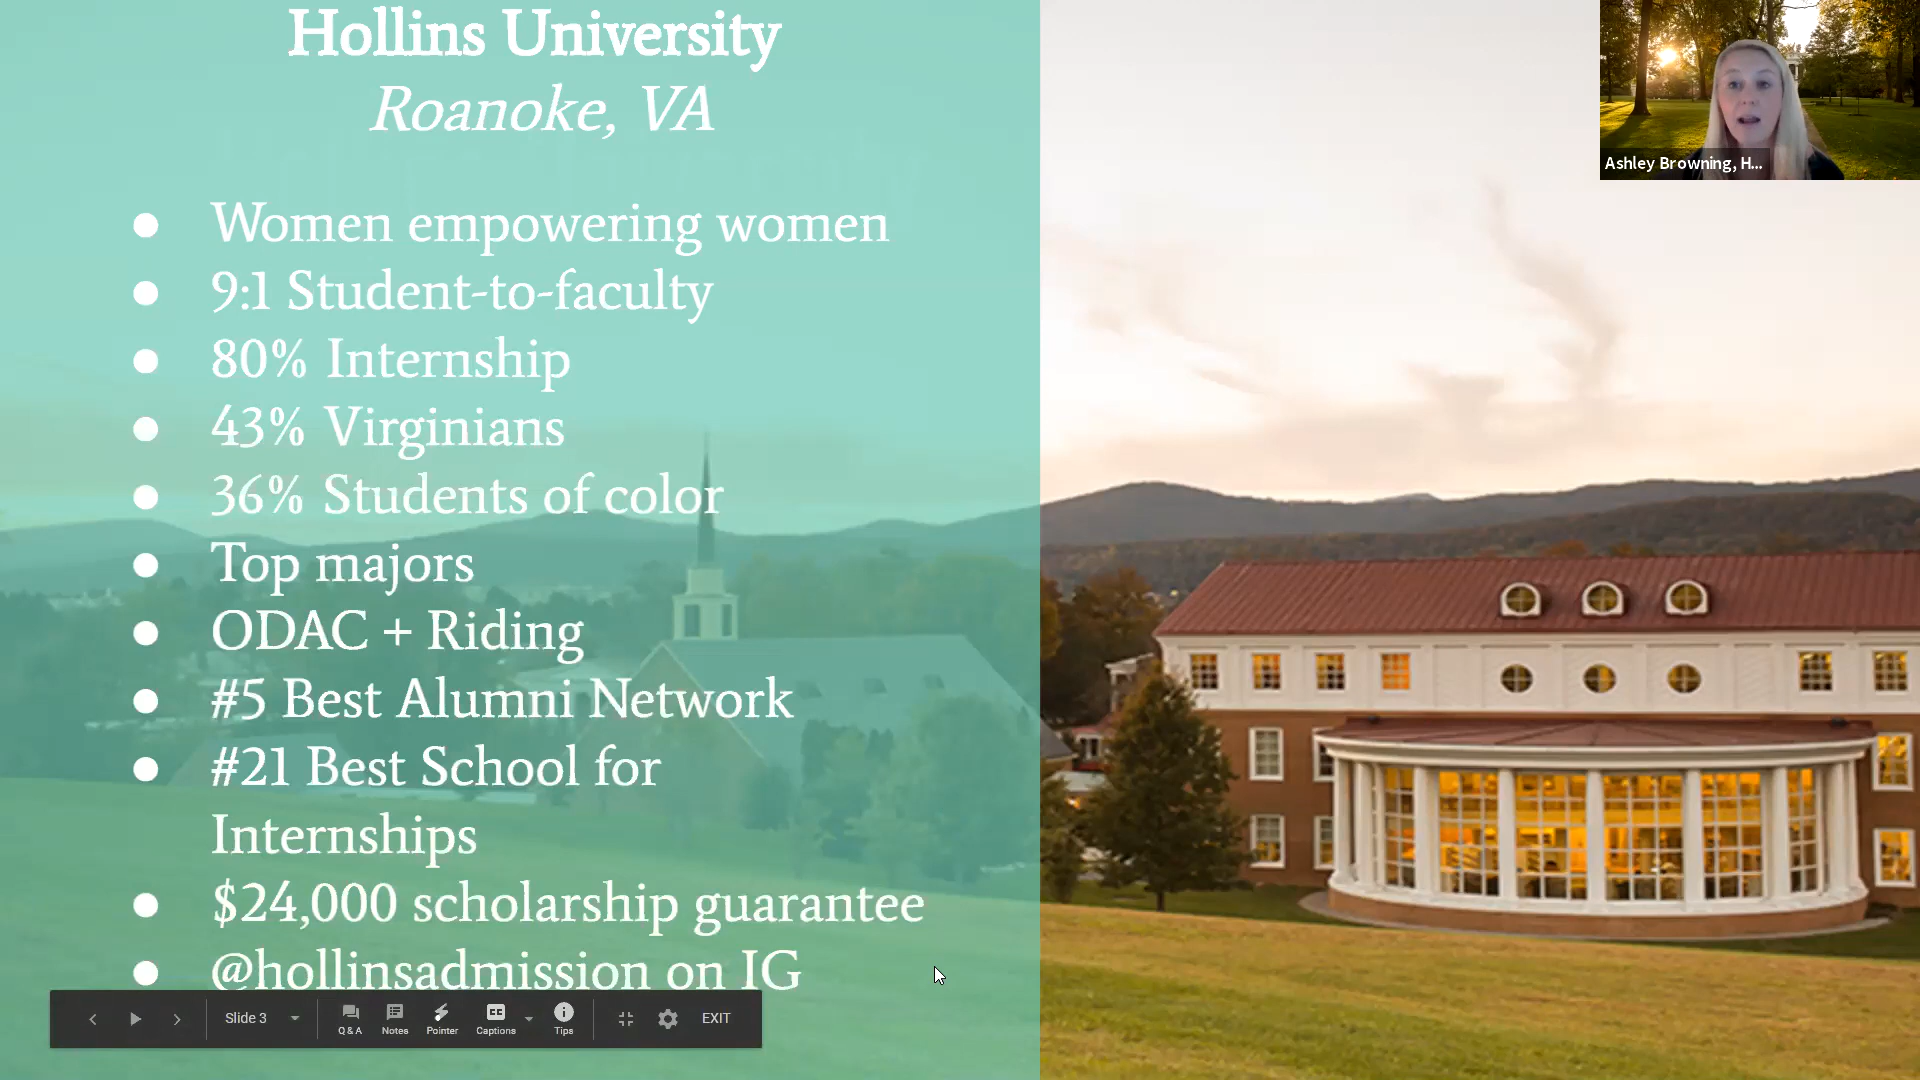 Hollins University
Roanoke, VA
Ashley Browning, H...
● Women empowering women
● 9:1 Student-to-faculty
● 80% Internship
● 43% Virginians
● 36% Students of color
● Top majors
● ODAC + Riding
● #5 Best Alumni Network
● #21 Best School for
Internships
● $24,000 scholarship guarantee
● @hollinsadmission on IG
Slide 3
Q & A
Notes
Pointer
CC
Captions
Tips
EXIT